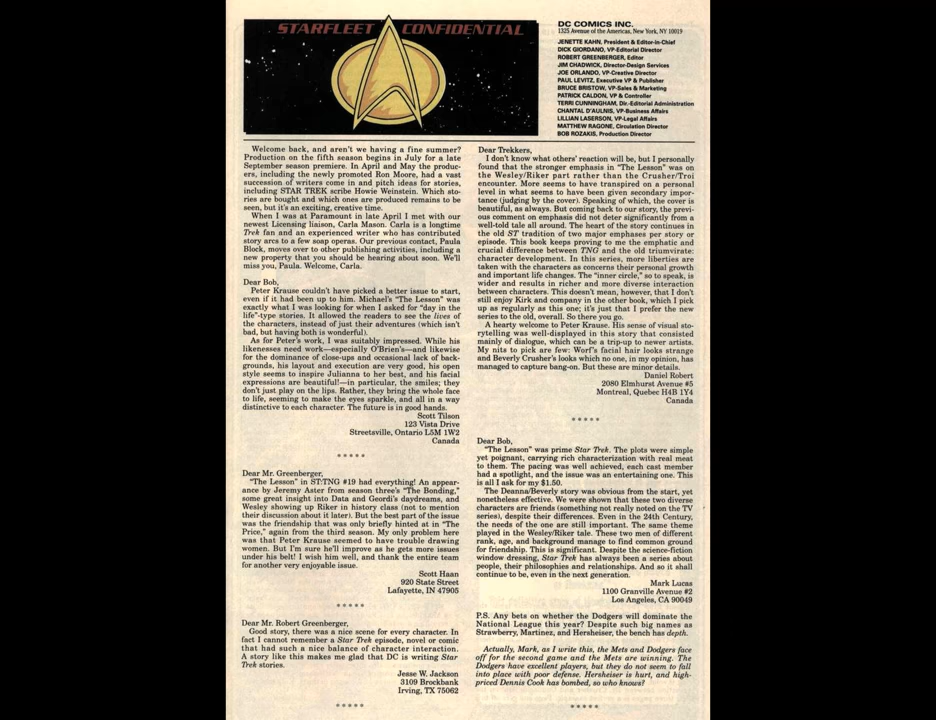 STARFLEET CONFIDENTIAL
DC COMICS INC.
1325 Avenue of the Americas, New York, NY 10019
JENETTE KAHN, President & Editor-in-Chief
DICK GIORDANO, VP-Editorial Director
ROBERT GREENBERGER, Editor
JIM CHADWICK, Director-Design Services
JOE ORLANDO, VP-Creative Director
PAUL LEVITZ, Executive VP & Publisher
BRUCE BRISTOW, VP-Sales & Marketing
PATRICK CALDON, VP & Controller
TERRI CUNNINGHAM, Dir.-Editorial Administration
CHANTAL D'AULNIS, VP-Business Affairs
LILLIAN LASERSON, VP-Legal Affairs
MATTHEW RAGONE, Circulation Director
BOB ROZAKIS, Production Director
Welcome back, and aren't we having a fine summer?
Production on the fifth season begins in July for a late
September season premiere. In April and May the produc-
ers, including the newly promoted Ron Moore, had a vast
succession of writers come in and pitch ideas for stories,
including STAR TREK scribe Howie Weinstein. Which sto-
ries are bought and which ones are produced remains to be
seen, but it's an exciting, creative time.
When I was at Paramount in late April I met with our
newest Licensing liaison, Carla Mason. Carla is a longtime
Trek fan and an experienced writer who has contributed
story arcs to a few soap operas. Our previous contact, Paula
Block, moves over to other publishing activities, including a
new property that you should be hearing about soon. We'll
miss you, Paula. Welcome, Carla.
Dear Bob,
Peter Krause couldn't have picked a better issue to start,
even if it had been up to him. Michael's "The Lesson" was
exactly what I was looking for when I asked for "day in the
life"-type stories. It allowed the readers to see the lives of
the characters, instead of just their adventures (which isn't
bad, but having both is wonderful).
As for Peter's work, I was suitably impressed. While his
likenesses need work—especially O'Brien's—and likewise
for the dominance of close-ups and occasional lack of back-
grounds, his layout and execution are very good, his open
style seems to inspire Julianna to her best, and his facial
expressions are beautiful!—in particular, the smiles; they
don't just play on the lips. Rather, they bring the whole face
to life, seeming to make the eyes sparkle, and all in a way
distinctive to each character. The future is in good hands.
Scott Tilson
123 Vista Drive
Streetsville, Ontario L5M 1W2
Canada
* * * * *
Dear Mr. Greenberger,
"The Lesson" in ST:TNG #19 had everything! An appear-
ance by Jeremy Aster from season three's "The Bonding,"
some great insight into Data and Geordi's daydreams, and
Wesley showing up Riker in history class (not to mention
their discussion about it later). But the best part of the issue
was the friendship that was only briefly hinted at in "The
Price," again from the third season. My only problem here
was that Peter Krause seemed to have trouble drawing
women. But I'm sure he'll improve as he gets more issues
under his belt! I wish him well, and thank the entire team
for another very enjoyable issue.
Scott Haan
920 State Street
Lafayette, IN 47905
* * * * *
Dear Mr. Robert Greenberger,
Good story, there was a nice scene for every character. In
fact I cannot remember a Star Trek episode, novel or comic
that had such a nice balance of character interaction.
A story like this makes me glad that DC is writing Star
Trek stories.
Jesse W. Jackson
3109 Brockbank
Irving, TX 75062
* * * * *
Dear Trekkers,
I don't know what others' reaction will be, but I personally
found that the stronger emphasis in "The Lesson" was on
the Wesley/Riker part rather than the Crusher/Troi
encounter. More seems to have transpired on a personal
level in what seems to have been given secondary impor-
tance (judging by the cover). Speaking of which, the cover is
beautiful, as always. But coming back to our story, the previ-
ous comment on emphasis did not deter significantly from a
well-told tale all around. The heart of the story continues in
the old ST tradition of two major emphases per story or
episode. This book keeps proving to me the emphatic and
crucial difference between TNG and the old triumvirate:
character development. In this series, more liberties are
taken with the characters as concerns their personal growth
and important life changes. The "inner circle," so to speak, is
wider and results in richer and more diverse interaction
between characters. This doesn't mean, however, that I don't
still enjoy Kirk and company in the other book, which I pick
up as regularly as this one; it's just that I prefer the new
series to the old, overall. So there you go.
A hearty welcome to Peter Krause. His sense of visual sto-
rytelling was well-displayed in this story that consisted
mainly of dialogue, which can be a trip-up to newer artists.
My nits to pick are few: Worf's facial hair looks strange
and Beverly Crusher's looks which no one, in my opinion, has
managed to capture bang-on. But these are minor details.
Daniel Robert
2080 Elmhurst Avenue #5
Montreal, Quebec H4B 1Y4
Canada
* * * * *
Dear Bob,
"The Lesson" was prime Star Trek. The plots were simple
yet poignant, carrying rich characterization with real meat
to them. The pacing was well achieved, each cast member
had a spotlight, and the issue was an entertaining one. This
is all I ask for my $1.50.
The Deanna/Beverly story was obvious from the start, yet
nonetheless effective. We were shown that these two diverse
characters are friends (something not really noted on the TV
series), despite their differences. Even in the 24th Century,
the needs of the one are still important. The same theme
played in the Wesley/Riker tale. These two men of different
rank, age, and background manage to find common ground
for friendship. This is significant. Despite the science-fiction
window dressing, Star Trek has always been a series about
people, their philosophies and relationships. And so it shall
continue to be, even in the next generation.
Mark Lucas
1100 Granville Avenue #2
Los Angeles, CA 90049
P.S. Any bets on whether the Dodgers will dominate the
National League this year? Despite such big names as
Strawberry, Martinez, and Hersheiser, the bench has depth.
Actually, Mark, as I write this, the Mets and Dodgers face
off for the second game and the Mets are winning. The
Dodgers have excellent players, but they do not seem to fall
into place with poor defense. Hersheiser is hurt, and high-
priced Dennis Cook has bombed, so who knows?
* * * * *